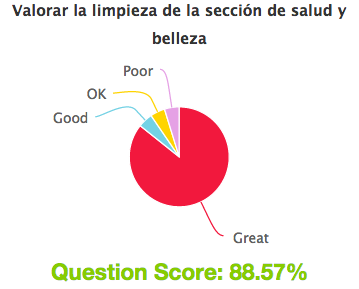 Valorar la limpieza de la sección de salud y
belleza
Poor
OK
Good
Great
Question Score: 88.57%